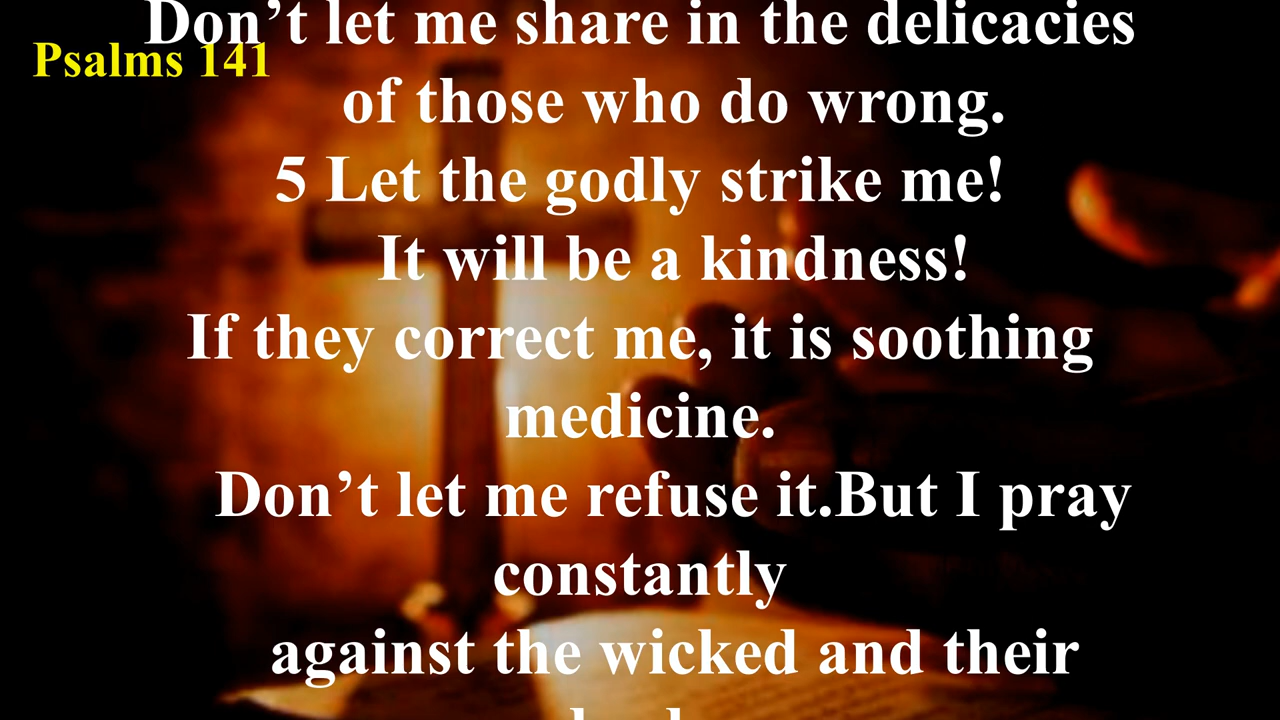 Don’t let me share in the delicacies
Psalms 141
of those who do wrong.
5 Let the godly strike me!
It will be a kindness!
If they correct me, it is soothing
medicine.
Don’t let me refuse it.But I pray
constantly
against the wicked and their